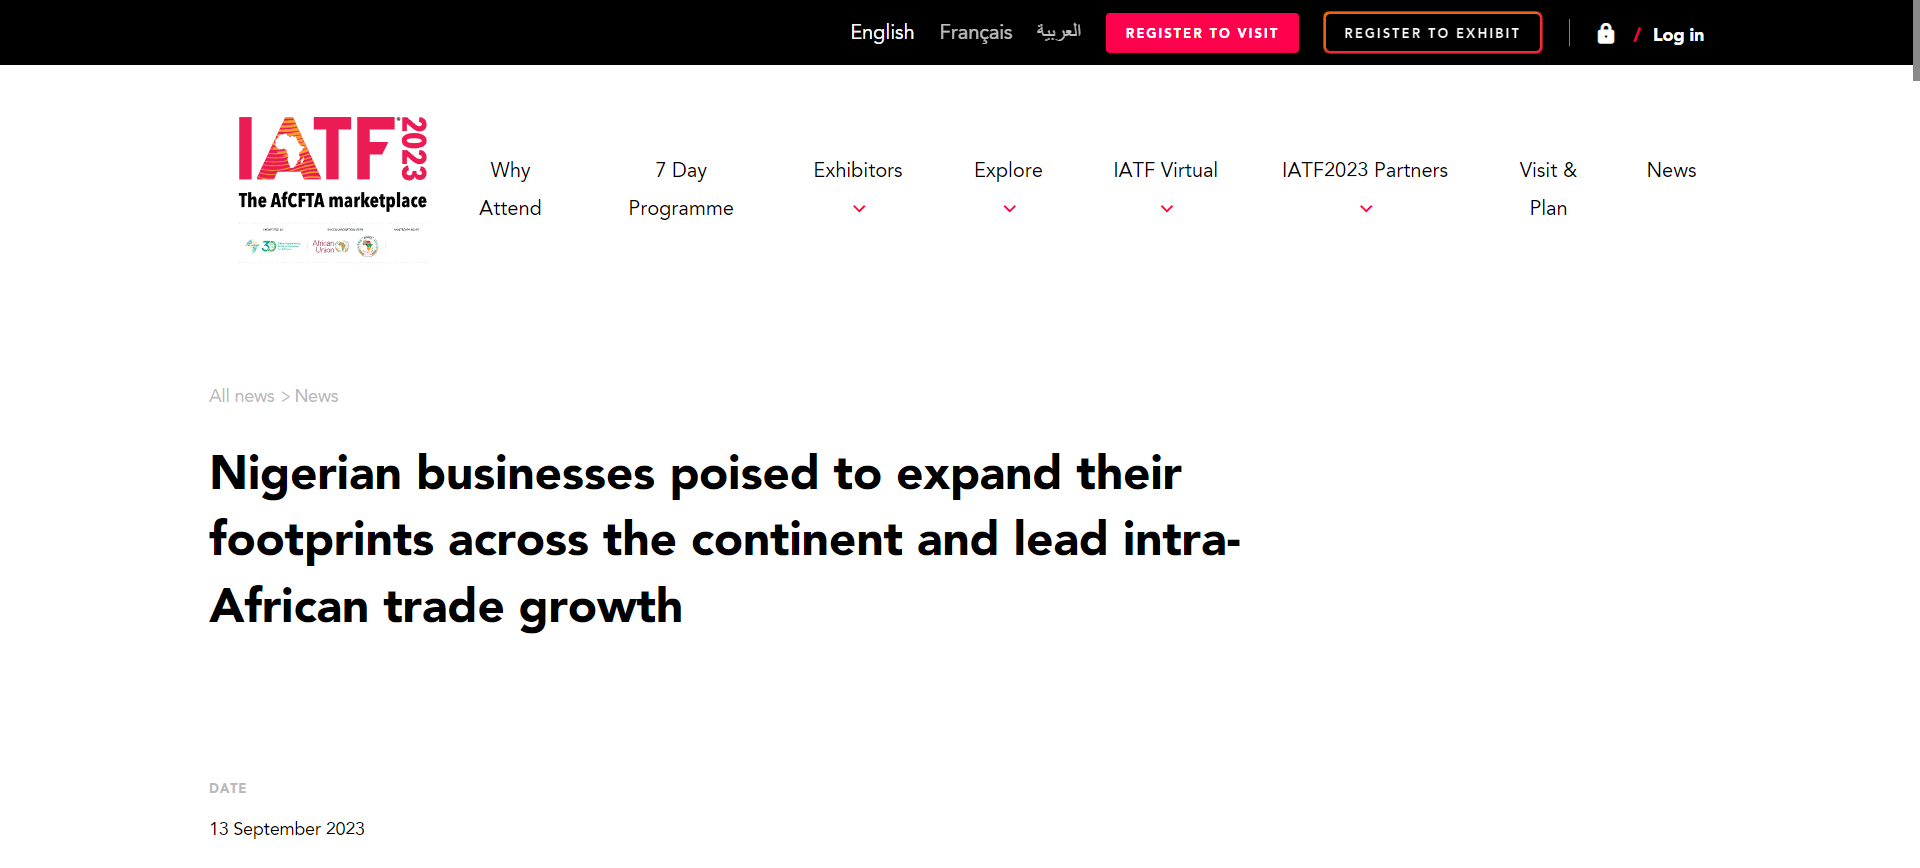 English Français العربية REGISTER TO VISIT REGISTER TO EXHIBIT / Log in
IATF 2023
The AfCFTA marketplace
African
Union
Why
Attend
7 Day
Programme
Exhibitors
Explore
IATF Virtual
IATF2023 Partners
Visit &
Plan
News
All news > News
Nigerian businesses poised to expand their
footprints across the continent and lead intra-
African trade growth
DATE
13 September 2023